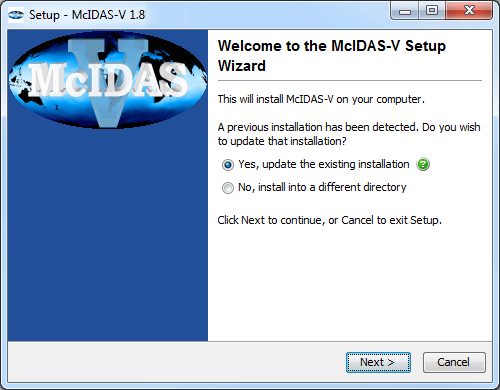 Setup - McIDAS-V 1.8
V
McIDAS
Welcome to the McIDAS-V Setup
Wizard
This will install McIDAS-V on your computer.
A previous installation has been detected. Do you wish
to update that installation?
Yes, update the existing installation ?
No, install into a different directory
Click Next to continue, or Cancel to exit Setup.
Next > Cancel